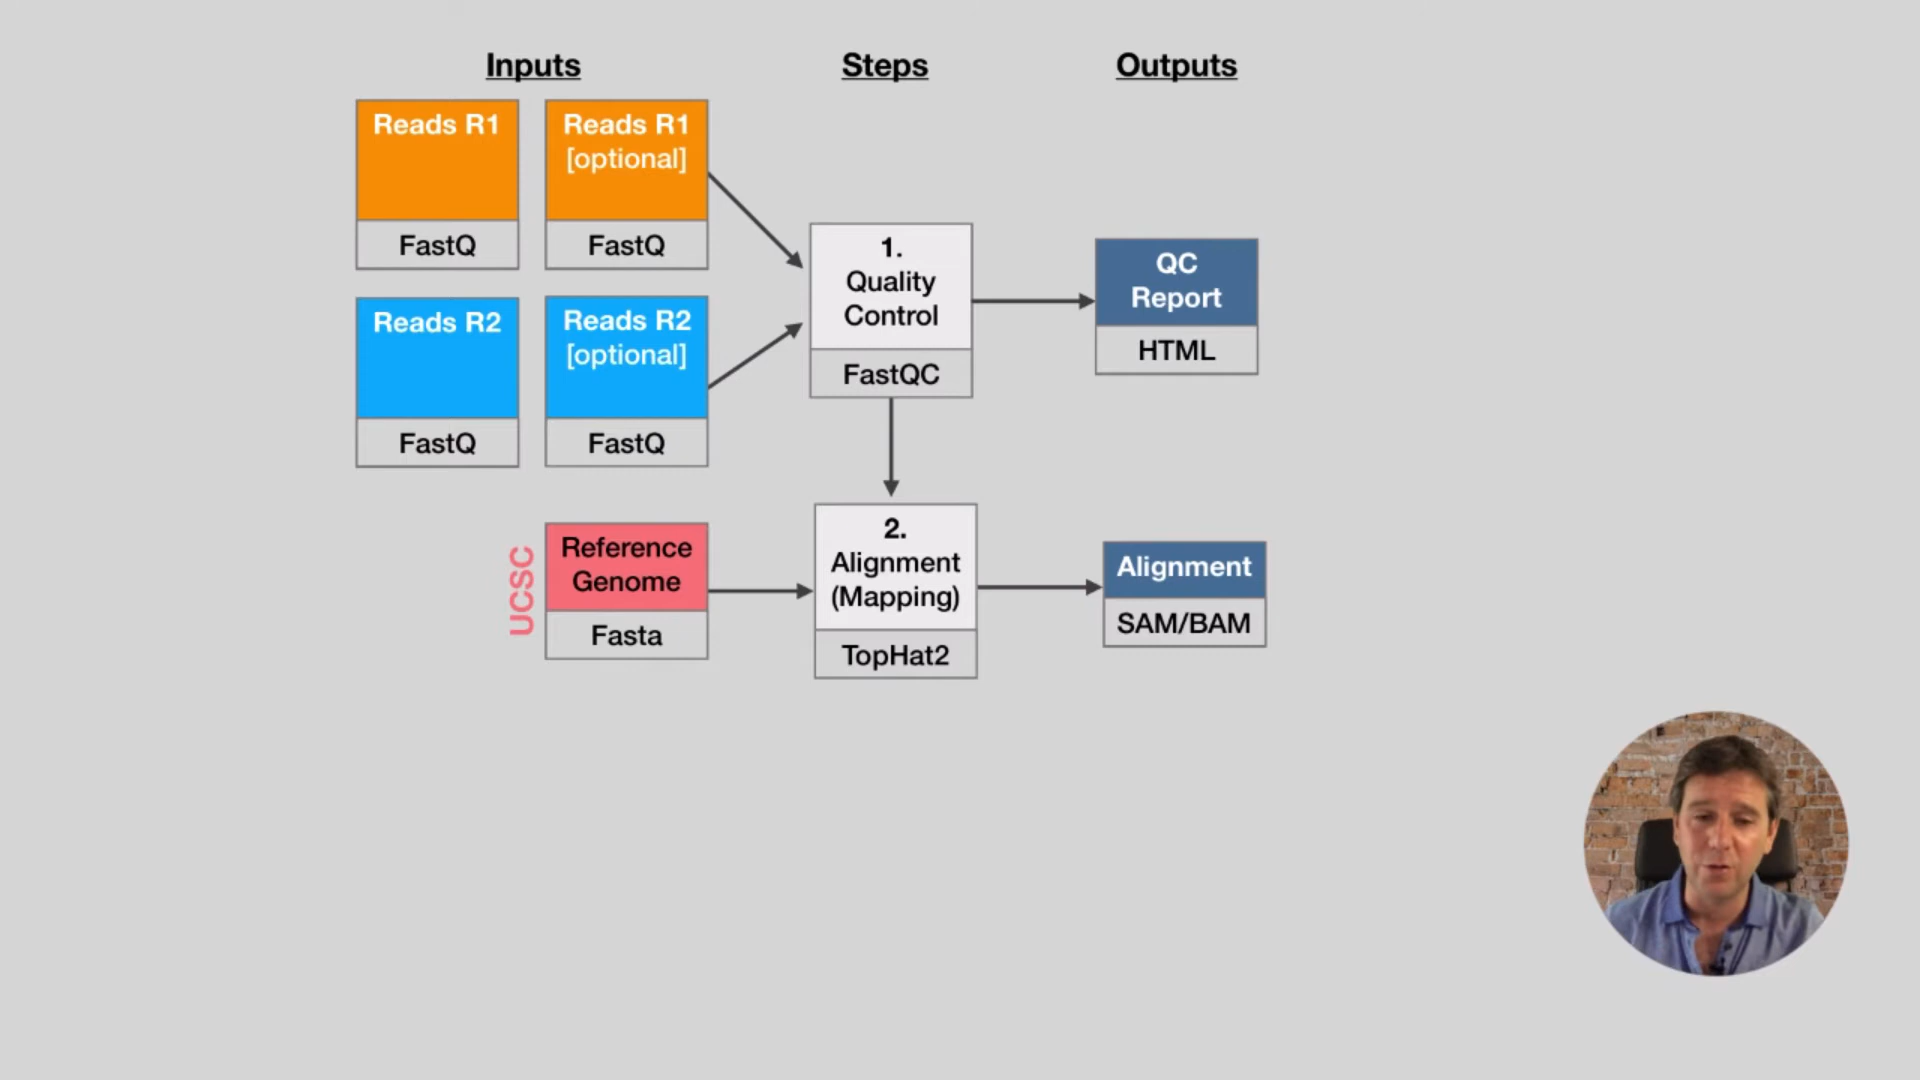 Inputs
Steps
Outputs
Reads R1
FastQ
Reads R1
[optional]
FastQ
Reads R2
FastQ
Reads R2
[optional]
FastQ
1.
Quality
Control
FastQC
QC
Report
HTML
UCSC
Reference
Genome
Fasta
2.
Alignment
(Mapping)
TopHat2
Alignment
SAM/BAM